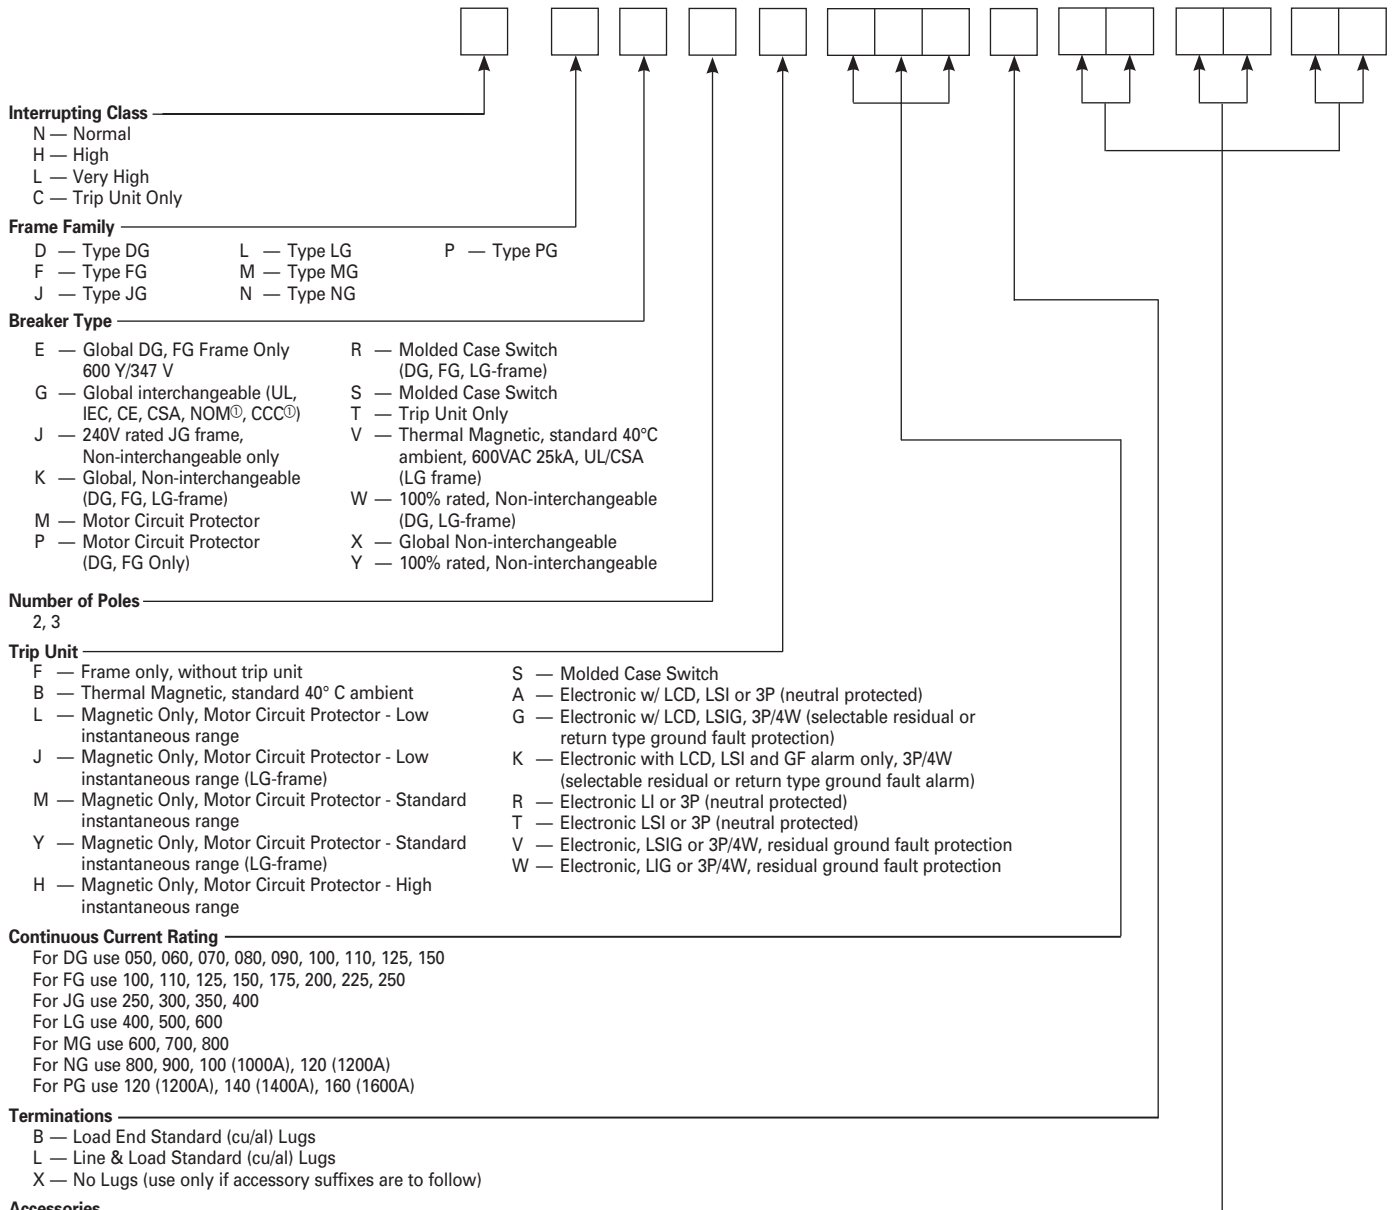 Interrupting Class
N — Normal
H — High
L — Very High
C — Trip Unit Only
Frame Family
D — Type DG
F — Type FG
J — Type JG
L — Type LG
M — Type MG
N — Type NG
P — Type PG
Breaker Type
E — Global DG, FG Frame Only
600 Y/347 V
G — Global interchangeable (UL,
IEC, CE, CSA, NOM①, CCC①)
J — 240V rated JG frame,
Non-interchangeable only
K — Global, Non-interchangeable
(DG, FG, LG-frame)
M — Motor Circuit Protector
P — Motor Circuit Protector
(DG, FG Only)
R — Molded Case Switch
(DG, FG, LG-frame)
S — Molded Case Switch
T — Trip Unit Only
V — Thermal Magnetic, standard 40°C
ambient, 600VAC 25kA, UL/CSA
(LG frame)
W — 100% rated, Non-interchangeable
(DG, LG-frame)
X — Global Non-interchangeable
Y — 100% rated, Non-interchangeable
Number of Poles
2, 3
Trip Unit
F — Frame only, without trip unit
B — Thermal Magnetic, standard 40° C ambient
L — Magnetic Only, Motor Circuit Protector - Low
instantaneous range
J — Magnetic Only, Motor Circuit Protector - Low
instantaneous range (LG-frame)
M — Magnetic Only, Motor Circuit Protector - Standard
instantaneous range
Y — Magnetic Only, Motor Circuit Protector - Standard
instantaneous range (LG-frame)
H — Magnetic Only, Motor Circuit Protector - High
instantaneous range
S — Molded Case Switch
A — Electronic w/ LCD, LSI or 3P (neutral protected)
G — Electronic w/ LCD, LSIG, 3P/4W (selectable residual or
return type ground fault protection)
K — Electronic with LCD, LSI and GF alarm only, 3P/4W
(selectable residual or return type ground fault alarm)
R — Electronic LI or 3P (neutral protected)
T — Electronic LSI or 3P (neutral protected)
V — Electronic, LSIG or 3P/4W, residual ground fault protection
W — Electronic, LIG or 3P/4W, residual ground fault protection
Continuous Current Rating
For DG use 050, 060, 070, 080, 090, 100, 110, 125, 150
For FG use 100, 110, 125, 150, 175, 200, 225, 250
For JG use 250, 300, 350, 400
For LG use 400, 500, 600
For MG use 600, 700, 800
For NG use 800, 900, 100 (1000A), 120 (1200A)
For PG use 120 (1200A), 140 (1400A), 160 (1600A)
Terminations
B — Load End Standard (cu/al) Lugs
L — Line & Load Standard (cu/al) Lugs
X — No Lugs (use only if accessory suffixes are to follow)
Accessories